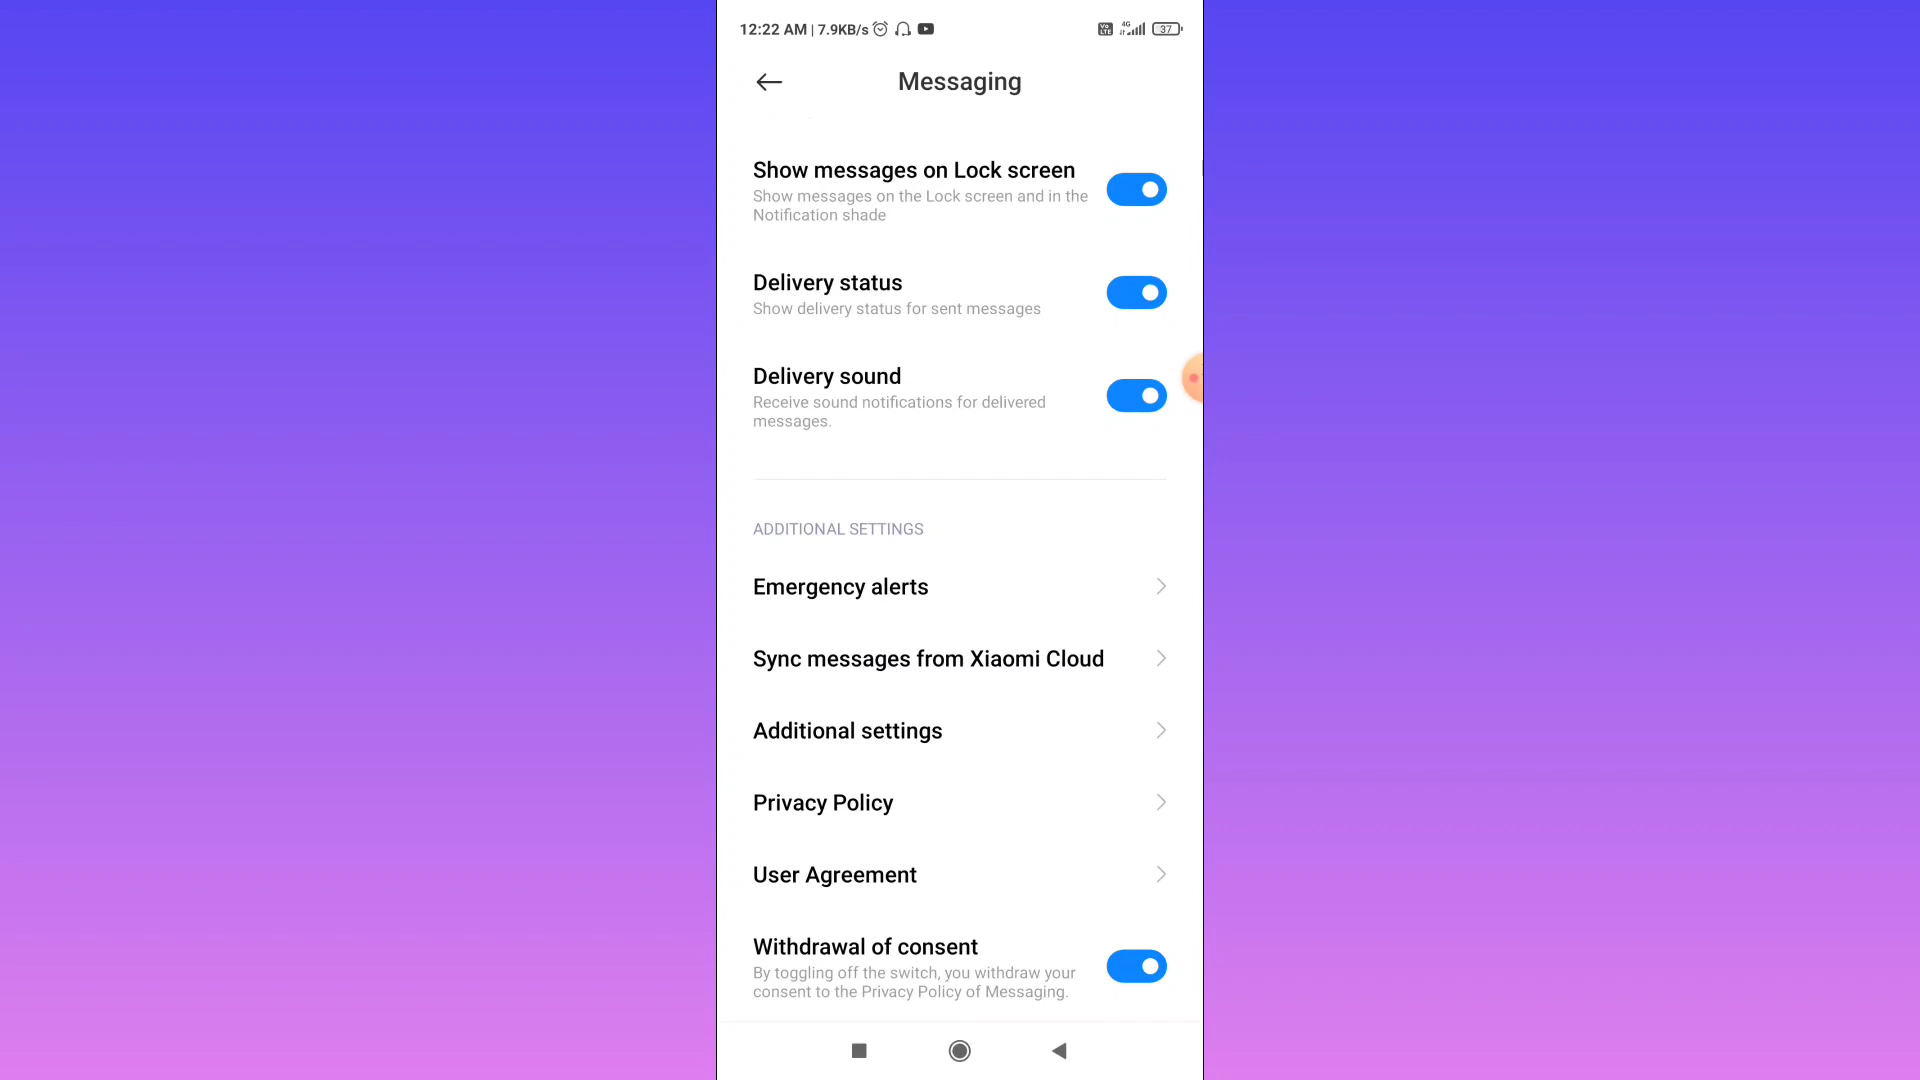 12:22 AM | 7.9KB/s Vo LTE 4G 37
Messaging
Show messages on Lock screen
Show messages on the Lock screen and in the
Notification shade
Delivery status
Show delivery status for sent messages
Delivery sound
Receive sound notifications for delivered
messages.
ADDITIONAL SETTINGS
Emergency alerts
Sync messages from Xiaomi Cloud
Additional settings
Privacy Policy
User Agreement
Withdrawal of consent
By toggling off the switch, you withdraw your
consent to the Privacy Policy of Messaging.